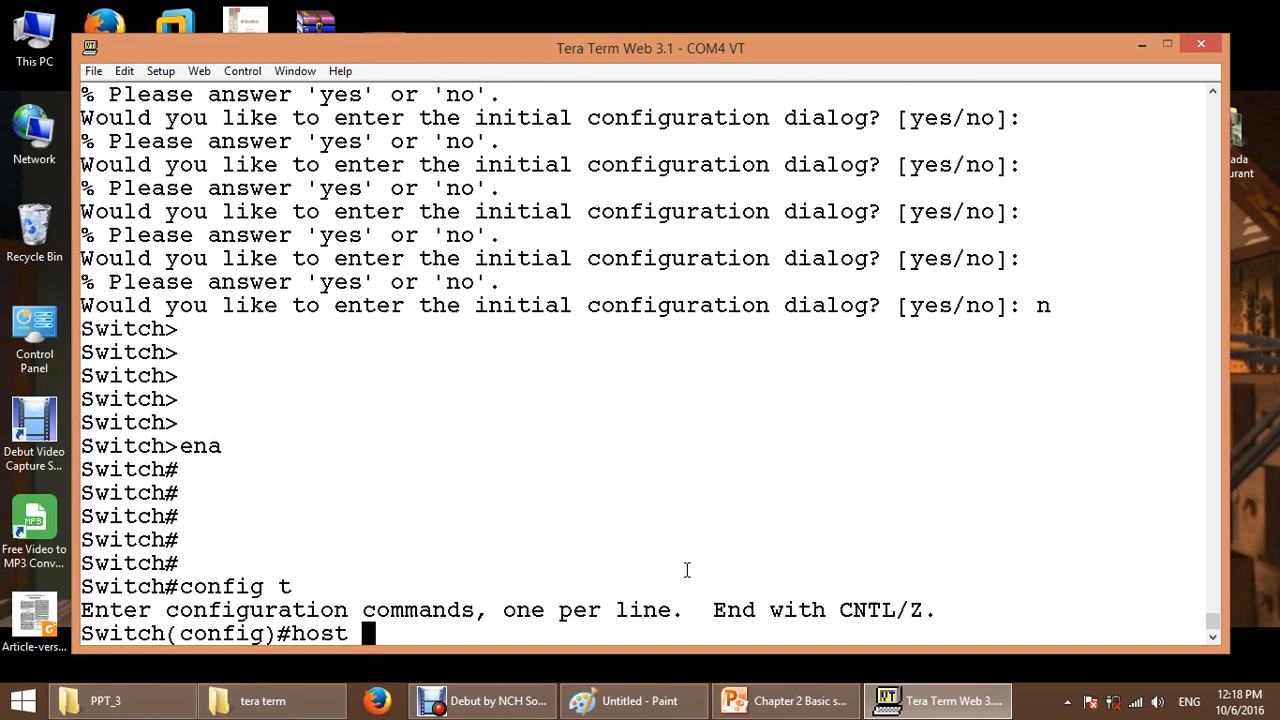 Tera Term Web 3.1 - COM4 VT
File Edit Setup Web Control Window Help
% Please answer 'yes' or 'no'.
Would you like to enter the initial configuration dialog? [yes/no]:
% Please answer 'yes' or 'no'.
Would you like to enter the initial configuration dialog? [yes/no]:
% Please answer 'yes' or 'no'.
Would you like to enter the initial configuration dialog? [yes/no]:
% Please answer 'yes' or 'no'.
Would you like to enter the initial configuration dialog? [yes/no]:
% Please answer 'yes' or 'no'.
Would you like to enter the initial configuration dialog? [yes/no]: n
Switch>
Switch>
Switch>
Switch>
Switch>
Switch>ena
Switch#
Switch#
Switch#
Switch#
Switch#
Switch#config t
Enter configuration commands, one per line.  End with CNTL/Z.
Switch(config)#host
This PC
Network
Recycle Bin
Control
Panel
Debut Video
Capture S...
Free Video to
MP3 Conv...
Article-vers...
PPT_3
tera term
Debut by NCH So...
Untitled - Paint
Chapter 2 Basic s...
Tera Term Web 3....
12:18 PM
10/6/2016